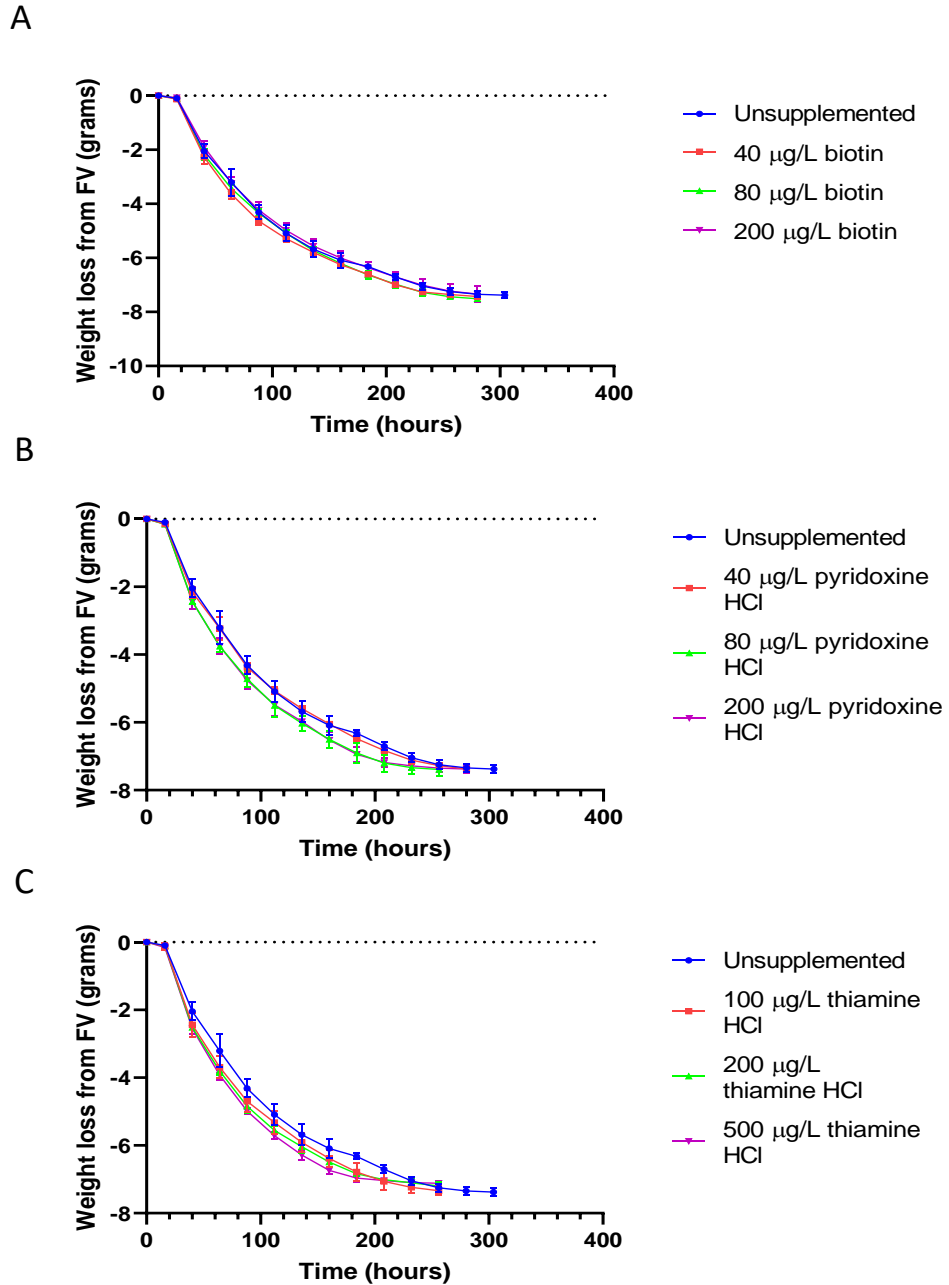 A
Weight loss from FV (grams)
0
-2
-4
-6
-8
-10
0
100
200
300
400
Time (hours)
Unsupplemented
40 μg/L biotin
80 μg/L biotin
200 μg/L biotin
B
Weight loss from FV (grams)
0
-2
-4
-6
-8
0
100
200
300
400
Time (hours)
Unsupplemented
40 μg/L pyridoxine
HCl
80 μg/L pyridoxine
HCl
200 μg/L pyridoxine
HCl
C
Weight loss from FV (grams)
0
-2
-4
-6
-8
0
100
200
300
400
Time (hours)
Unsupplemented
100 μg/L thiamine
HCl
200 μg/L
thiamine HCl
500 μg/L thiamine
HCl